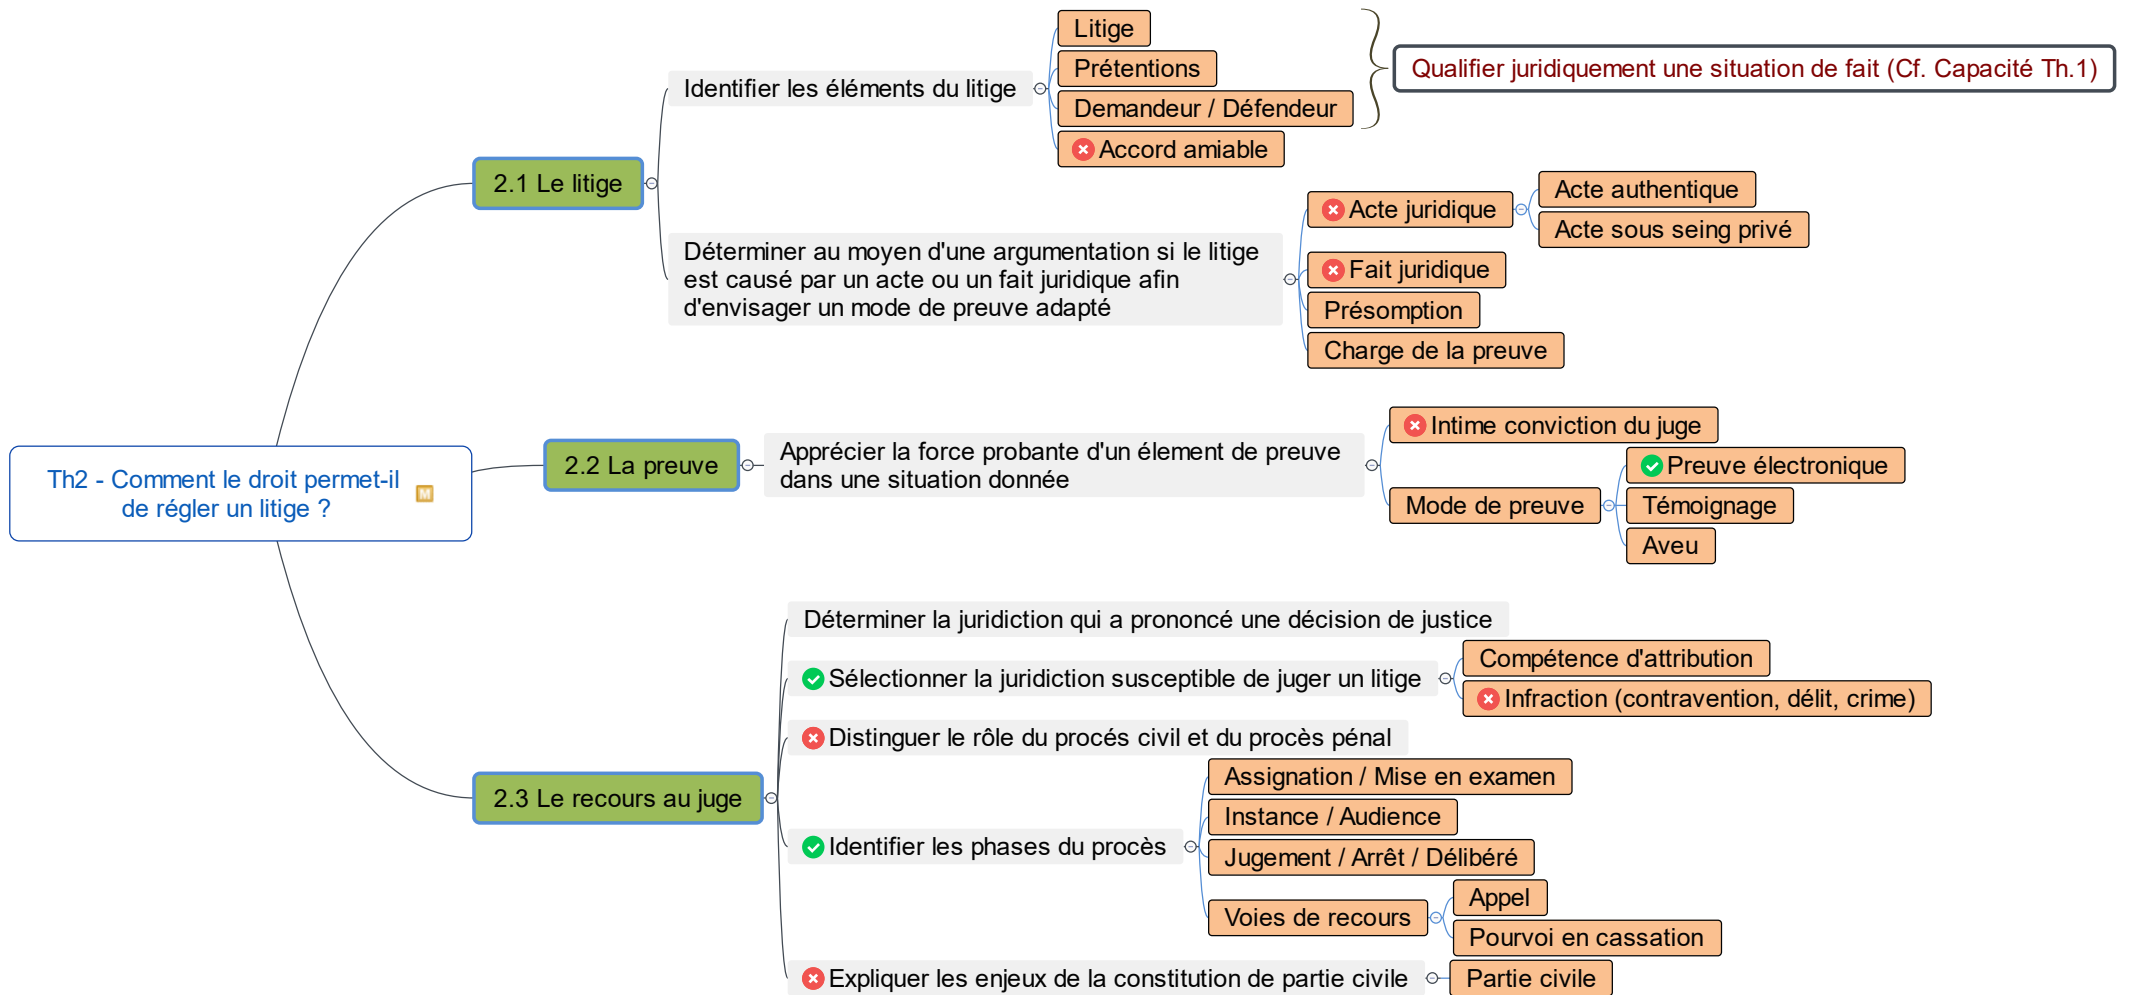 Th2 - Comment le droit permet-il
de régler un litige ?
M
2.1 Le litige
Identifier les éléments du litige
Litige
Prétentions
Demandeur / Défendeur
Accord amiable
Qualifier juridiquement une situation de fait (Cf. Capacité Th.1)
Déterminer au moyen d'une argumentation si le litige
est causé par un acte ou un fait juridique afin
d'envisager un mode de preuve adapté
Acte juridique
Acte authentique
Acte sous seing privé
Fait juridique
Présomption
Charge de la preuve
2.2 La preuve
Apprécier la force probante d'un élement de preuve
dans une situation donnée
Intime conviction du juge
Mode de preuve
Preuve électronique
Témoignage
Aveu
2.3 Le recours au juge
Déterminer la juridiction qui a prononcé une décision de justice
Sélectionner la juridiction susceptible de juger un litige
Compétence d'attribution
Infraction (contravention, délit, crime)
Distinguer le rôle du procés civil et du procès pénal
Identifier les phases du procès
Assignation / Mise en examen
Instance / Audience
Jugement / Arrêt / Délibéré
Voies de recours
Appel
Pourvoi en cassation
Expliquer les enjeux de la constitution de partie civile
Partie civile